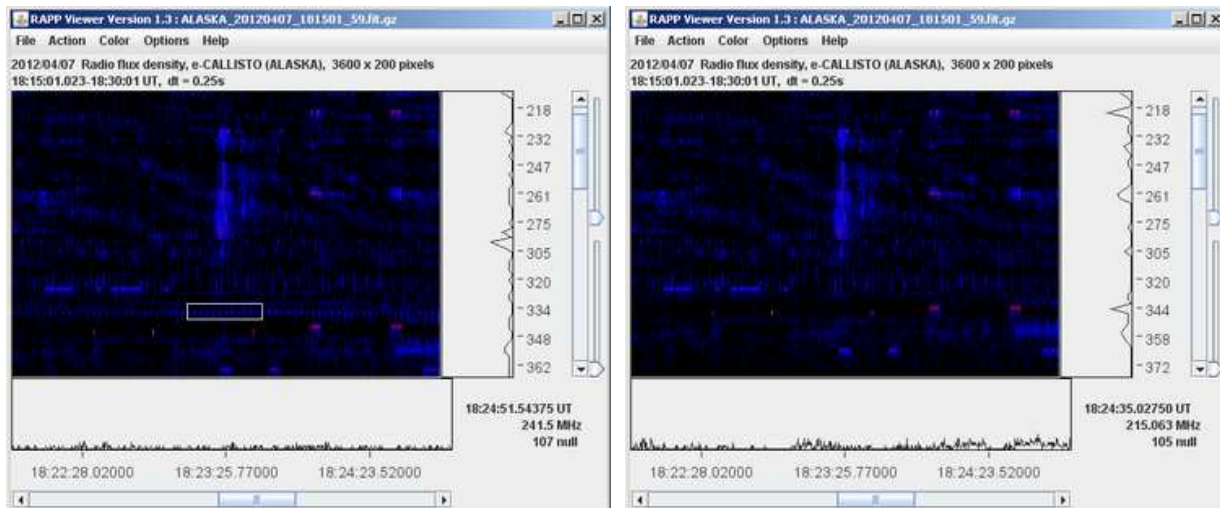 RAPP Viewer Version 1.3 : ALASKA_20120407_181501_59.fit.gz
File Action Color Options Help
2012/04/07 Radio flux density, e-CALLISTO (ALASKA), 3600 x 200 pixels
18:15:01.023-18:30:01 UT, dt = 0.25s
218
232
247
261
275
305
320
334
348
362
18:24:51.54375 UT
241.5 MHz
107 null
18:22:28.02000 18:23:25.77000 18:24:23.52000
RAPP Viewer Version 1.3 : ALASKA_20120407_181501_59.fit.gz
File Action Color Options Help
2012/04/07 Radio flux density, e-CALLISTO (ALASKA), 3600 x 200 pixels
18:15:01.023-18:30:01 UT, dt = 0.25s
218
232
247
261
275
305
320
344
358
372
18:24:35.02750 UT
215.063 MHz
105 null
18:22:28.02000 18:23:25.77000 18:24:23.52000